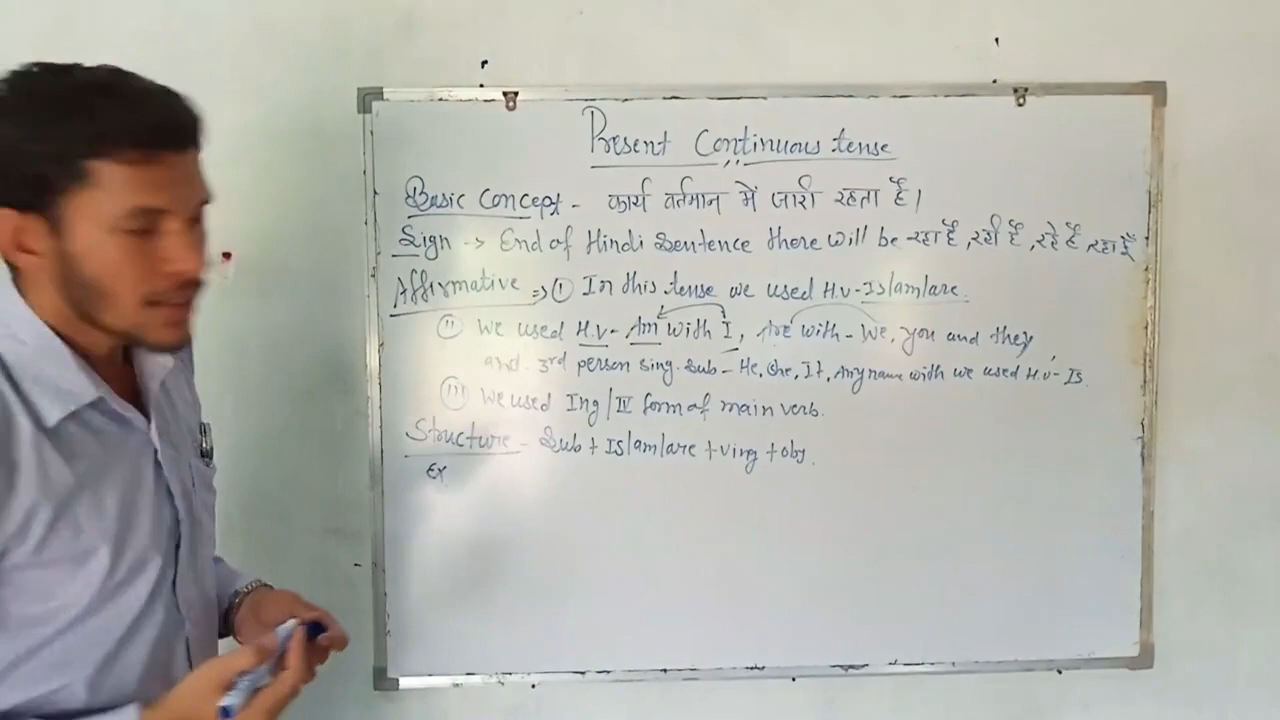 Present Continuous tense
Basic Concept - कार्य वर्तमान में जारी रहता है।
Sign → End of Hindi Sentence there will be रहा है, रही है, रहे हैं, रहा हूँ
Affirmative ⇒ (I) In this tense we used H.V - Is/am/are.
(II) We used H.V - Am with I, Are with - We, you and they
and 3rd person sing. Sub - He, She, It, Any name with we used H.V - Is.
(III) We used Ing/IV form of main verb.
Structure - Sub + Is/am/are + ving + obj.
Ex